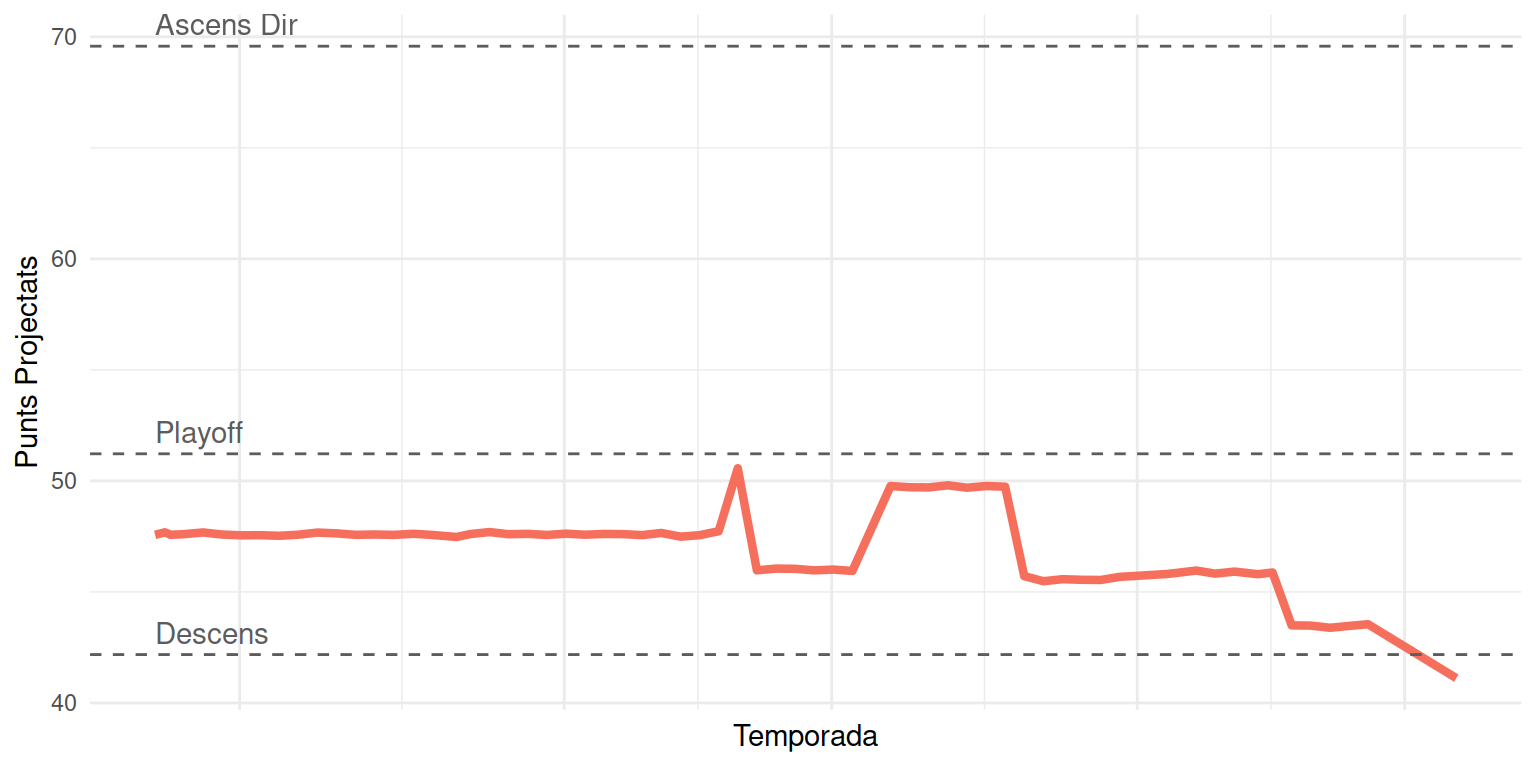 Ascens Dir
70
60
Punts Projectats
Playoff
50
Descens
40
Temporada